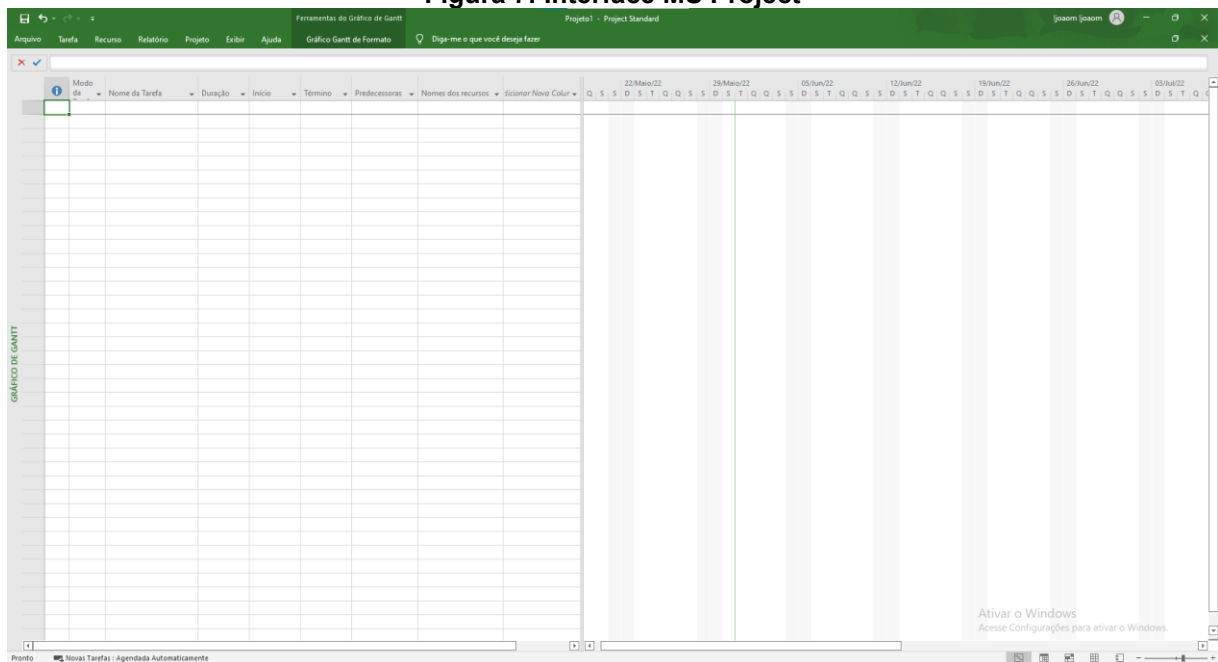 Figura 7: Interface MS Project
Ferramentas do Gráfico de Gantt
Projeto1 - Project Standard
ljoaom ljoaom
Arquivo Tarefa Recurso Relatório Projeto Exibir Ajuda Gráfico Gantt de Formato Diga-me o que você deseja fazer
Modo da
Nome da Tarefa Duração Início Término Predecessoras Nomes dos recursos dicionar Nova Colur
22/Maio/22 29/Maio/22 05/Jun/22 12/Jun/22 19/Jun/22 26/Jun/22 03/Jul/22
Q S S D S T Q Q S S D S T Q Q S S D S T Q Q S S D S T Q Q S S D S T Q Q S S D S T Q Q S S D S T Q
GRÁFICO DE GANTT
Ativar o Windows
Acesse Configurações para ativar o Windows.
Pronto Novas Tarefas : Agendada Automaticamente